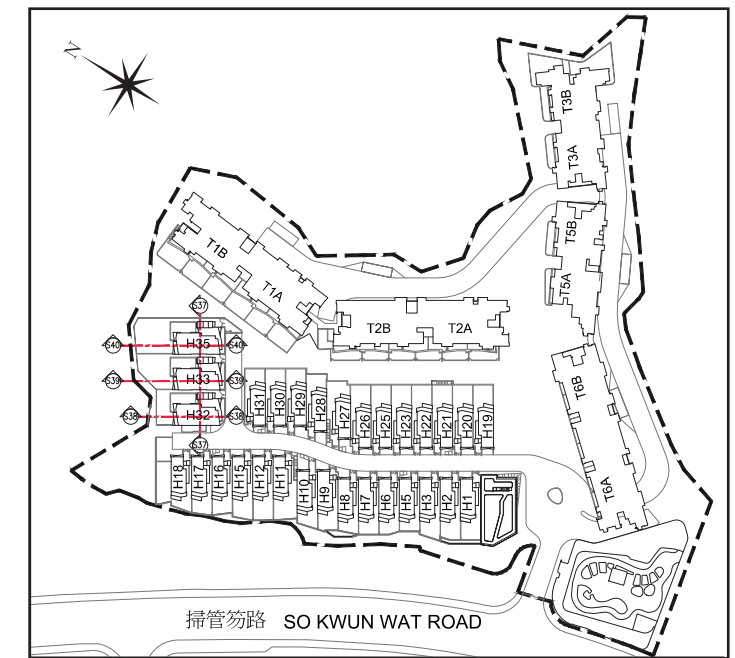 N
T3B
T3A
T5B
T5A
T1B
T1A
T2B
T2A
T6B
T6A
S37
S40
H35
S40
S39
H33
S39
S38
H32
S38
S37
H31
H30
H29
H28
H27
H26
H25
H23
H22
H21
H20
H19
H18
H17
H16
H15
H12
H11
H10
H9
H8
H7
H6
H5
H3
H2
H1
掃管笏路 SO KWUN WAT ROAD